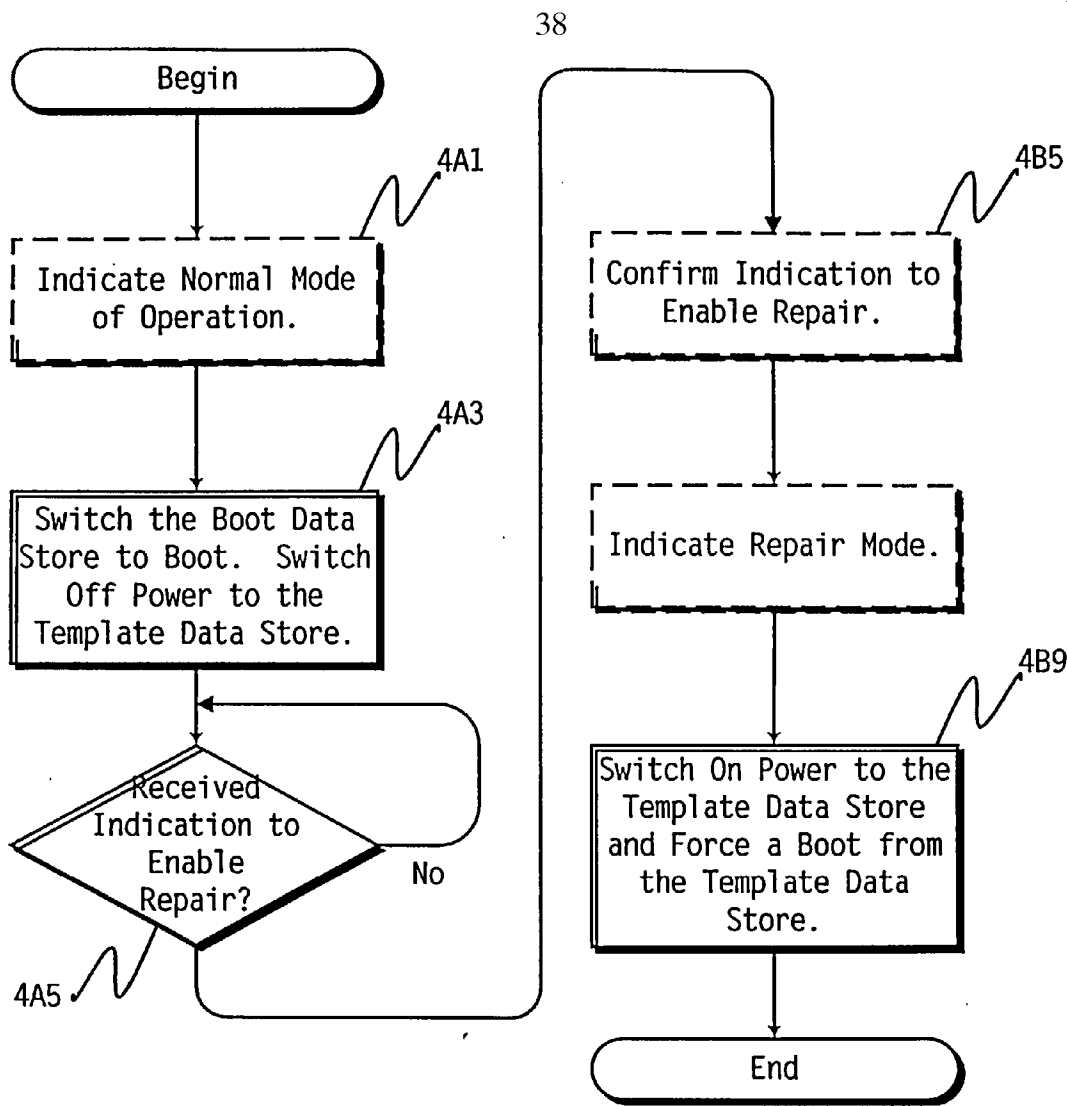 38
Begin
4A1
Indicate Normal Mode
of Operation.
4A3
Switch the Boot Data
Store to Boot. Switch
Off Power to the
Template Data Store.
Received
Indication to
Enable
Repair?
No
4A5
4B5
Confirm Indication to
Enable Repair.
Indicate Repair Mode.
4B9
Switch On Power to the
Template Data Store
and Force a Boot from
the Template Data
Store.
End